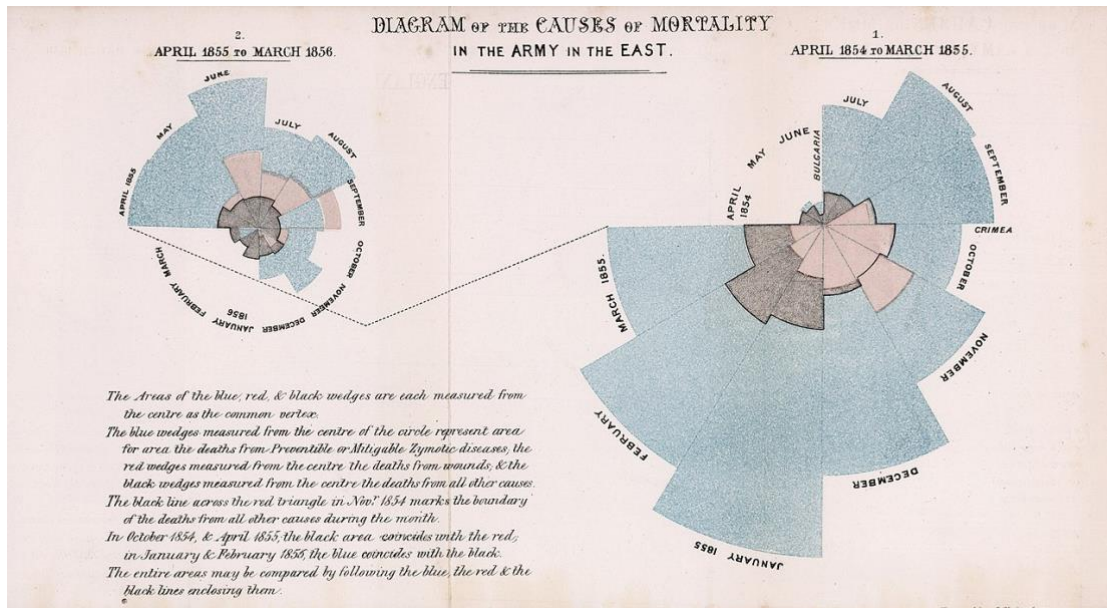 DIAGRAM OF THE CAUSES OF MORTALITY
IN THE ARMY IN THE EAST.
2.
APRIL 1855 TO MARCH 1856.
1.
APRIL 1854 TO MARCH 1855.
APRIL 1855
MAY
JUNE
JULY
AUGUST
SEPTEMBER
OCTOBER
NOVEMBER
DECEMBER
JANUARY
1856
FEBRUARY
MARCH
APRIL
1854
MAY
JUNE
BULGARIA
JULY
AUGUST
SEPTEMBER
CRIMEA
OCTOBER
NOVEMBER
DECEMBER
JANUARY 1855
FEBRUARY
MARCH 1855.
The Areas of the blue, red, & black wedges are each measured from
the centre as the common vertex.
The blue wedges measured from the centre of the circle represent area
for area the deaths from Preventible or Mitigable Zymotic diseases, the
red wedges measured from the centre the deaths from wounds, & the
black wedges measured from the centre the deaths from all other causes.
The black line across the red triangle in Novr. 1854 marks the boundary
of the deaths from all other causes during the month.
In October 1854, & April 1855, the black area coincides with the red;
in January & February 1856, the blue coincides with the black.
The entire areas may be compared by following the blue, the red & the
black lines enclosing them.